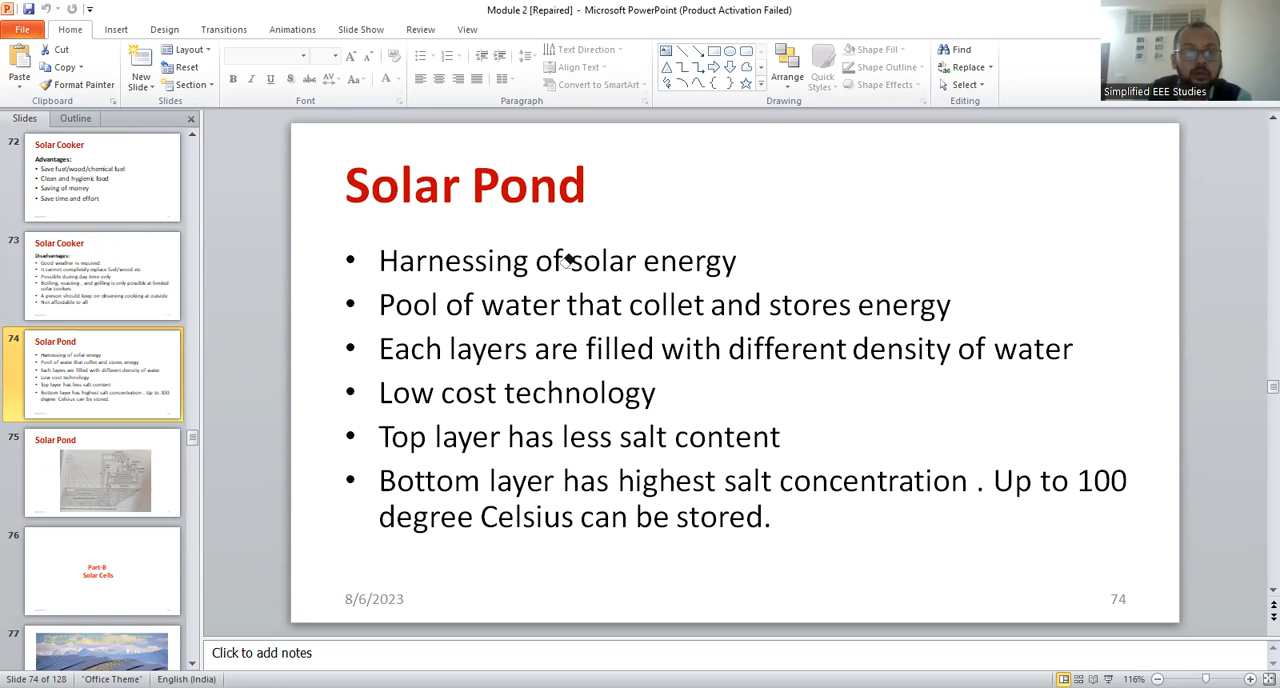 Module 2 [Repaired] - Microsoft PowerPoint (Product Activation Failed)
File Home Insert Design Transitions Animations Slide Show Review View
Paste Cut Copy Format Painter
New Slide Layout Reset Section
B I U S abc AV Aa A
Text Direction Align Text Convert to SmartArt
Arrange Quick Styles Shape Fill Shape Outline Shape Effects
Find Replace Select
Clipboard Slides Font Paragraph Drawing Editing
Simplified EEE Studies
Slides Outline
72
Solar Cooker
Advantages:
• Save fuel/wood/chemical fuel
• Clean and hygienic food
• Saving of money
• Save time and effort
73
Solar Cooker
Disadvantages:
• Good weather is required
• It cannot completely replace fuel/wood etc
• Possible during day time only
• Boiling, roasting , and grilling is only possible at limited
solar cookers
• A person should keep on observing cooking at outside
• Not affordable to all
74
Solar Pond
• Harnessing of solar energy
• Pool of water that collet and stores energy
• Each layers are filled with different density of water
• Low cost technology
• Top layer has less salt content
• Bottom layer has highest salt concentration . Up to 100
degree Celsius can be stored.
75
Solar Pond
76
Part-B
Solar Cells
77
Solar Pond
• Harnessing of solar energy
• Pool of water that collet and stores energy
• Each layers are filled with different density of water
• Low cost technology
• Top layer has less salt content
• Bottom layer has highest salt concentration . Up to 100
degree Celsius can be stored.
8/6/2023 74
Click to add notes
Slide 74 of 128 "Office Theme" English (India) 116%